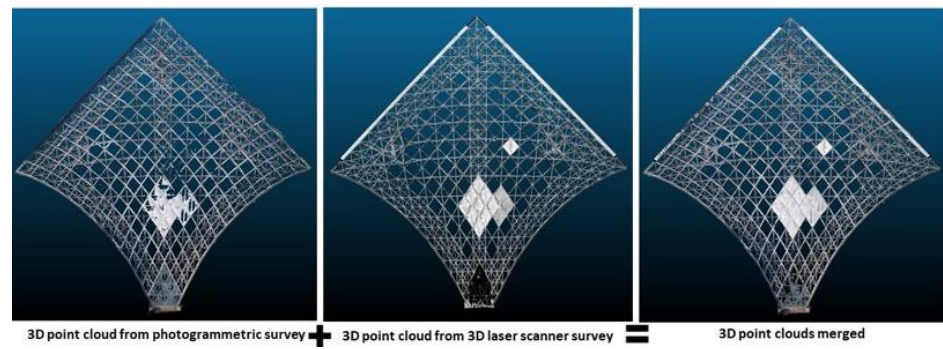 3D point cloud from photogrammetric survey + 3D point cloud from 3D laser scanner survey = 3D point clouds merged